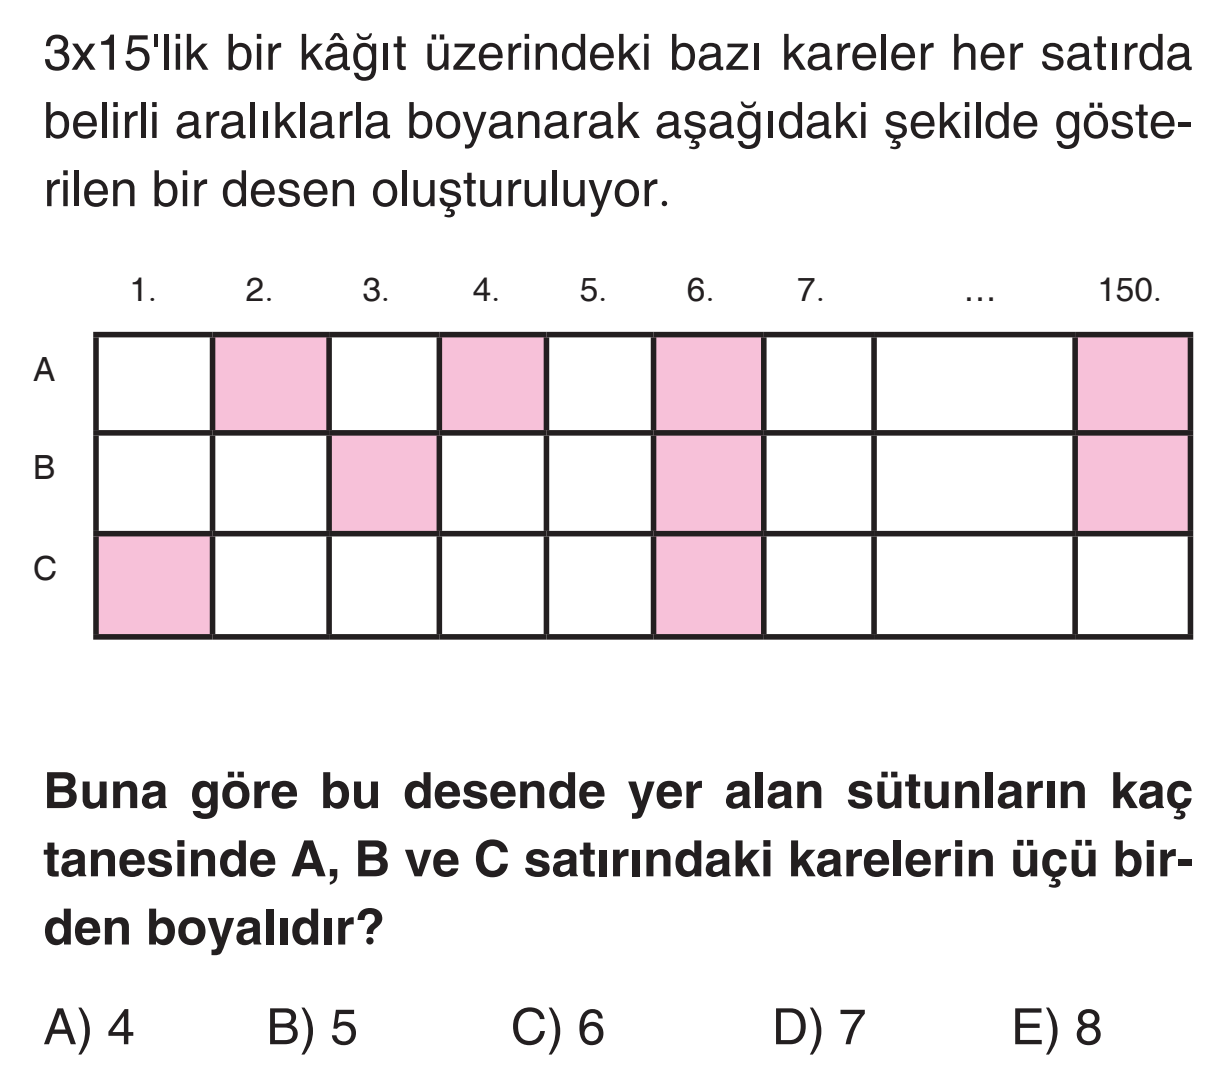 3x15'lik bir kâğıt üzerindeki bazı kareler her satırda
belirli aralıklarla boyanarak aşağıdaki şekilde göste-
rilen bir desen oluşturuluyor.
1. 2. 3. 4. 5. 6. 7. ... 150.
A
B
C
Buna göre bu desende yer alan sütunların kaç
tanesinde A, B ve C satırındaki karelerin üçü bir-
den boyalıdır?
A) 4 B) 5 C) 6 D) 7 E) 8